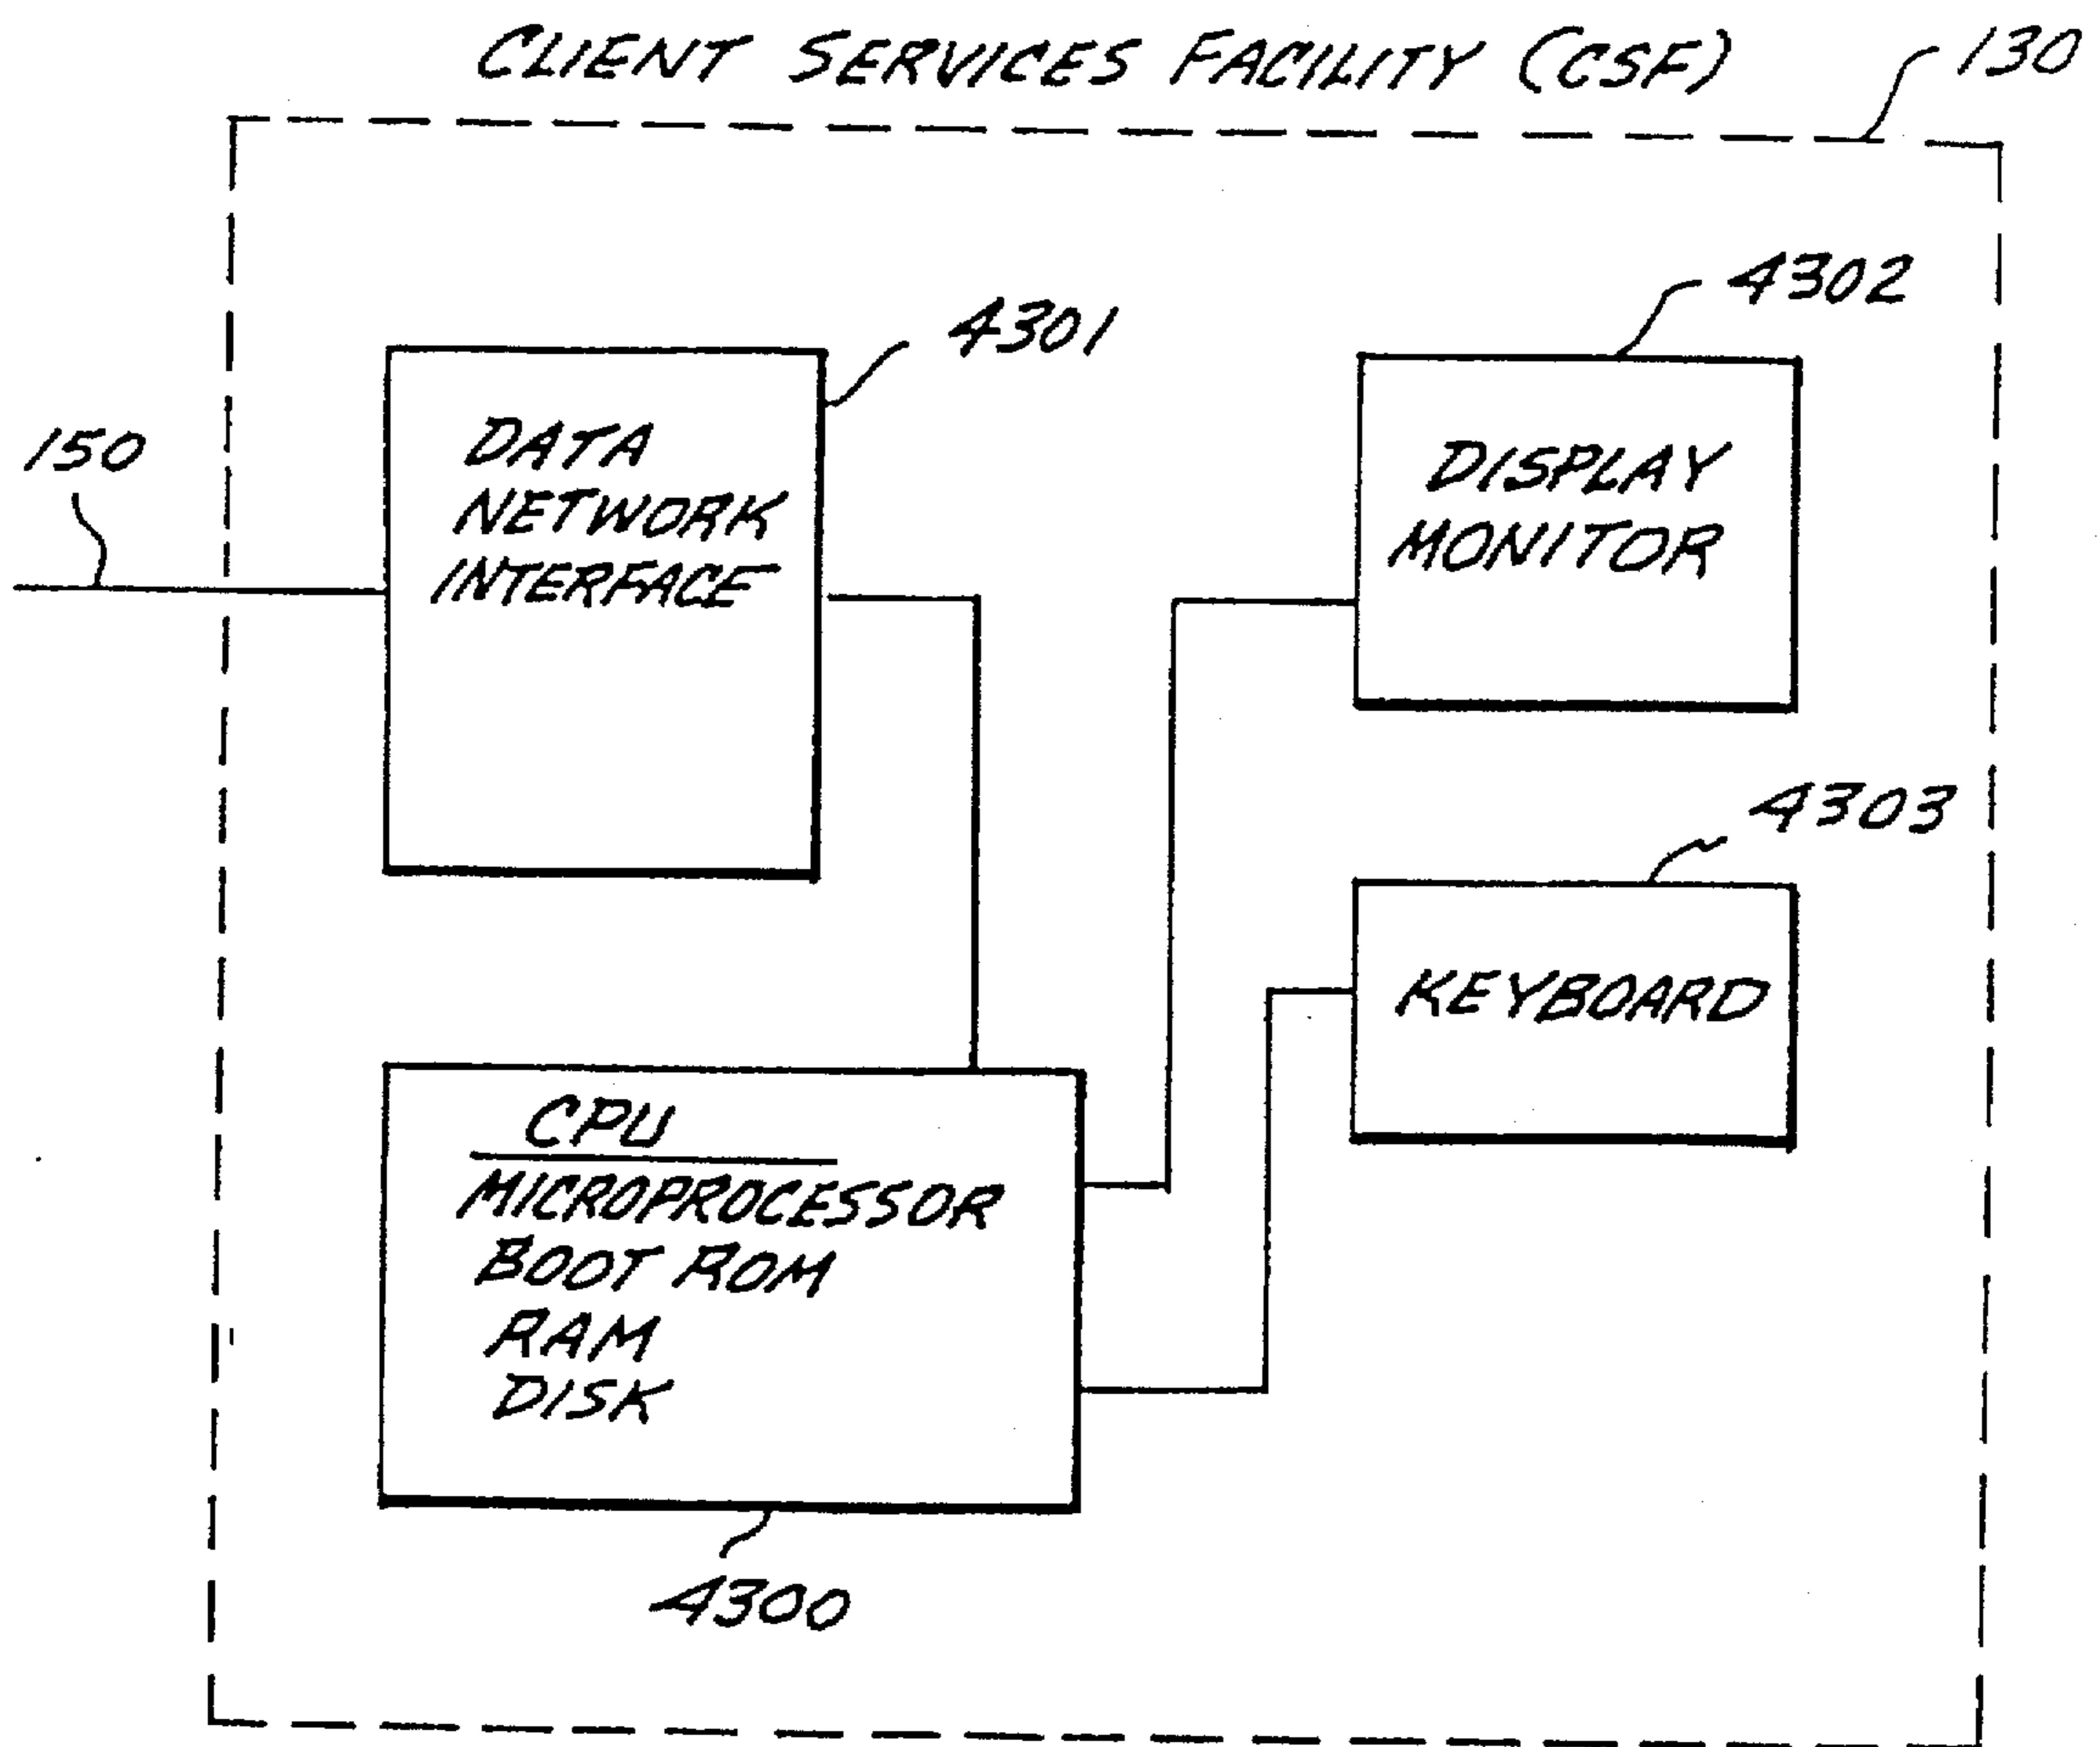 CLIENT SERVICES FACILITY (CSF)
130
4302
4301
150
DATA
NETWORK
INTERFACE
DISPLAY
MONITOR
4303
KEYBOARD
CPU
MICROPROCESSOR
BOOT ROM
RAM
DISK
4300